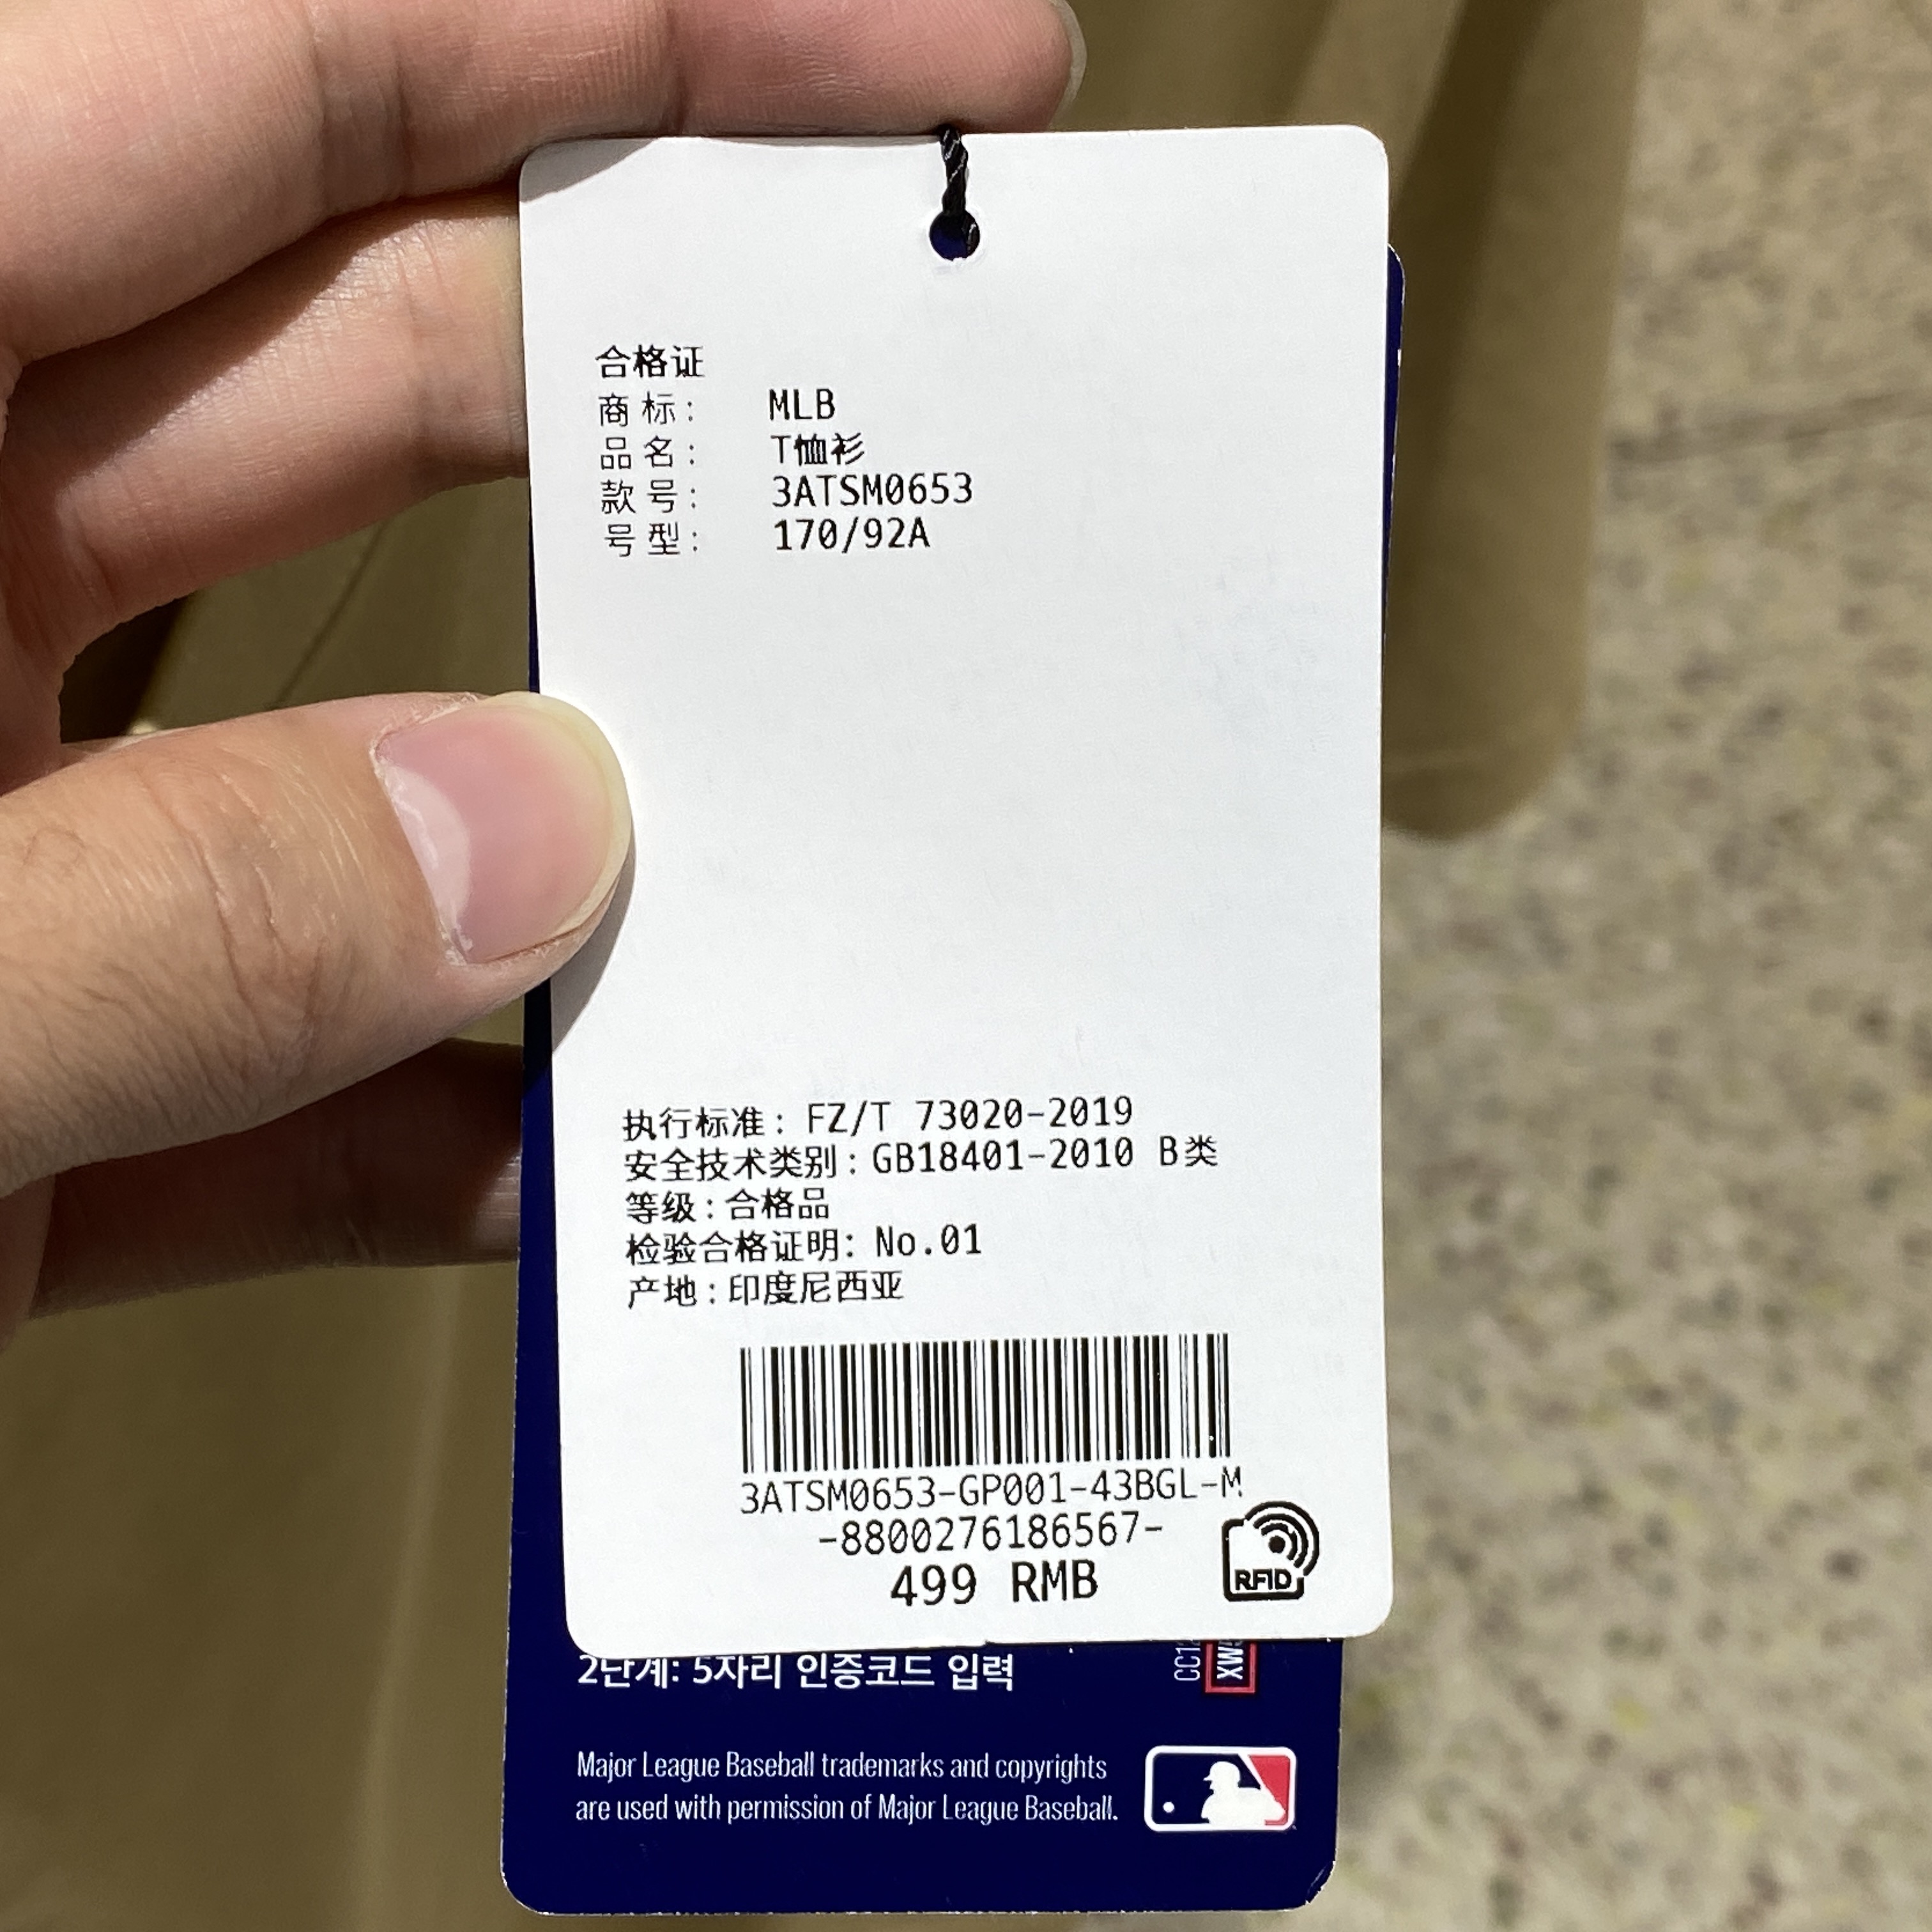 合格证
商标: MLB
品名: T恤衫
款号: 3ATSM0653
号型: 170/92A
执行标准: FZ/T 73020-2019
安全技术类别: GB18401-2010 B类
等级: 合格品
检验合格证明: No.01
产地: 印度尼西亚
3ATSM0653-GP001-43BGL-M
-8800276186567-
499 RMB
RFID
2단계: 5자리 인증코드 입력
Major League Baseball trademarks and copyrights
are used with permission of Major League Baseball.